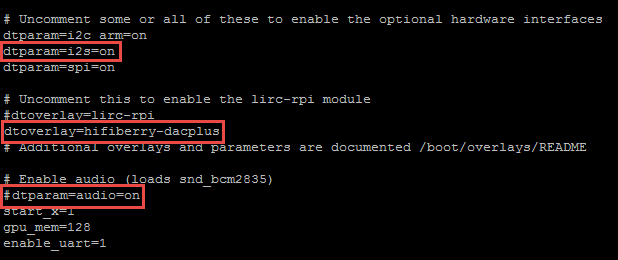 # Uncomment some or all of these to enable the optional hardware interfaces
dtparam=i2c_arm=on
dtparam=i2s=on
dtparam=spi=on
# Uncomment this to enable the lirc-rpi module
#dtoverlay=lirc-rpi
dtoverlay=hifiberry-dacplus
# Additional overlays and parameters are documented /boot/overlays/README
# Enable audio (loads snd_bcm2835)
#dtparam=audio=on
start_x=1
gpu_mem=128
enable_uart=1